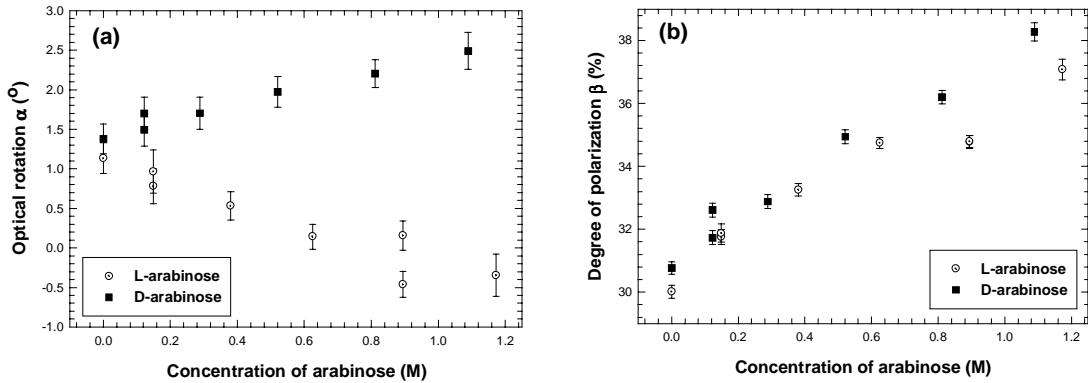 (a)
Optical rotation α (°)
3.0
2.5
2.0
1.5
1.0
0.5
0.0
-0.5
-1.0
L-arabinose
D-arabinose
0.0 0.2 0.4 0.6 0.8 1.0 1.2
Concentration of arabinose (M)
(b)
Degree of polarization β (%)
38
36
34
32
30
L-arabinose
D-arabinose
0.0 0.2 0.4 0.6 0.8 1.0 1.2
Concentration of arabinose (M)